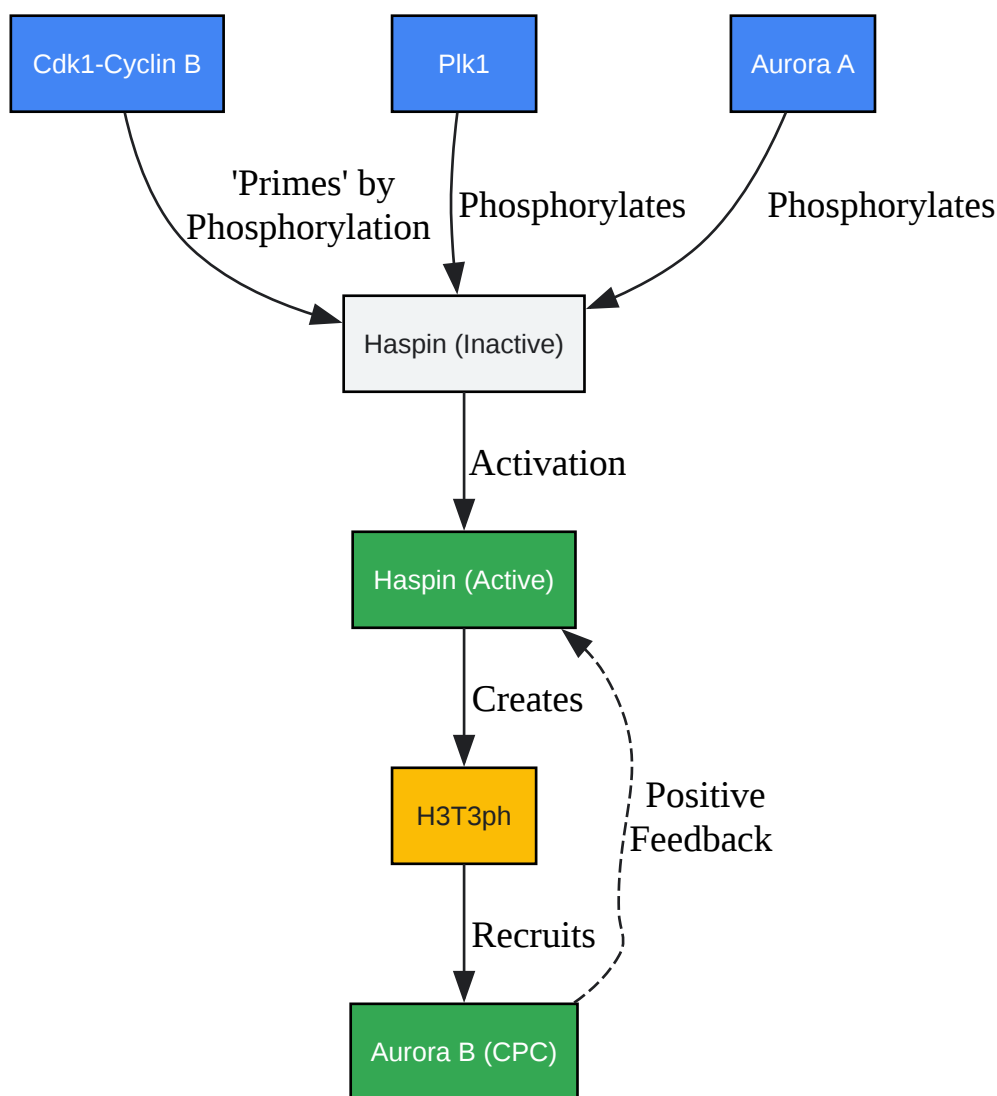 Cdk1-Cyclin B
Plk1
Aurora A
'Primes' by
Phosphorylation
Phosphorylates
Phosphorylates
Haspin (Inactive)
Activation
Haspin (Active)
Creates
H3T3ph
Positive
Feedback
Recruits
Aurora B (CPC)